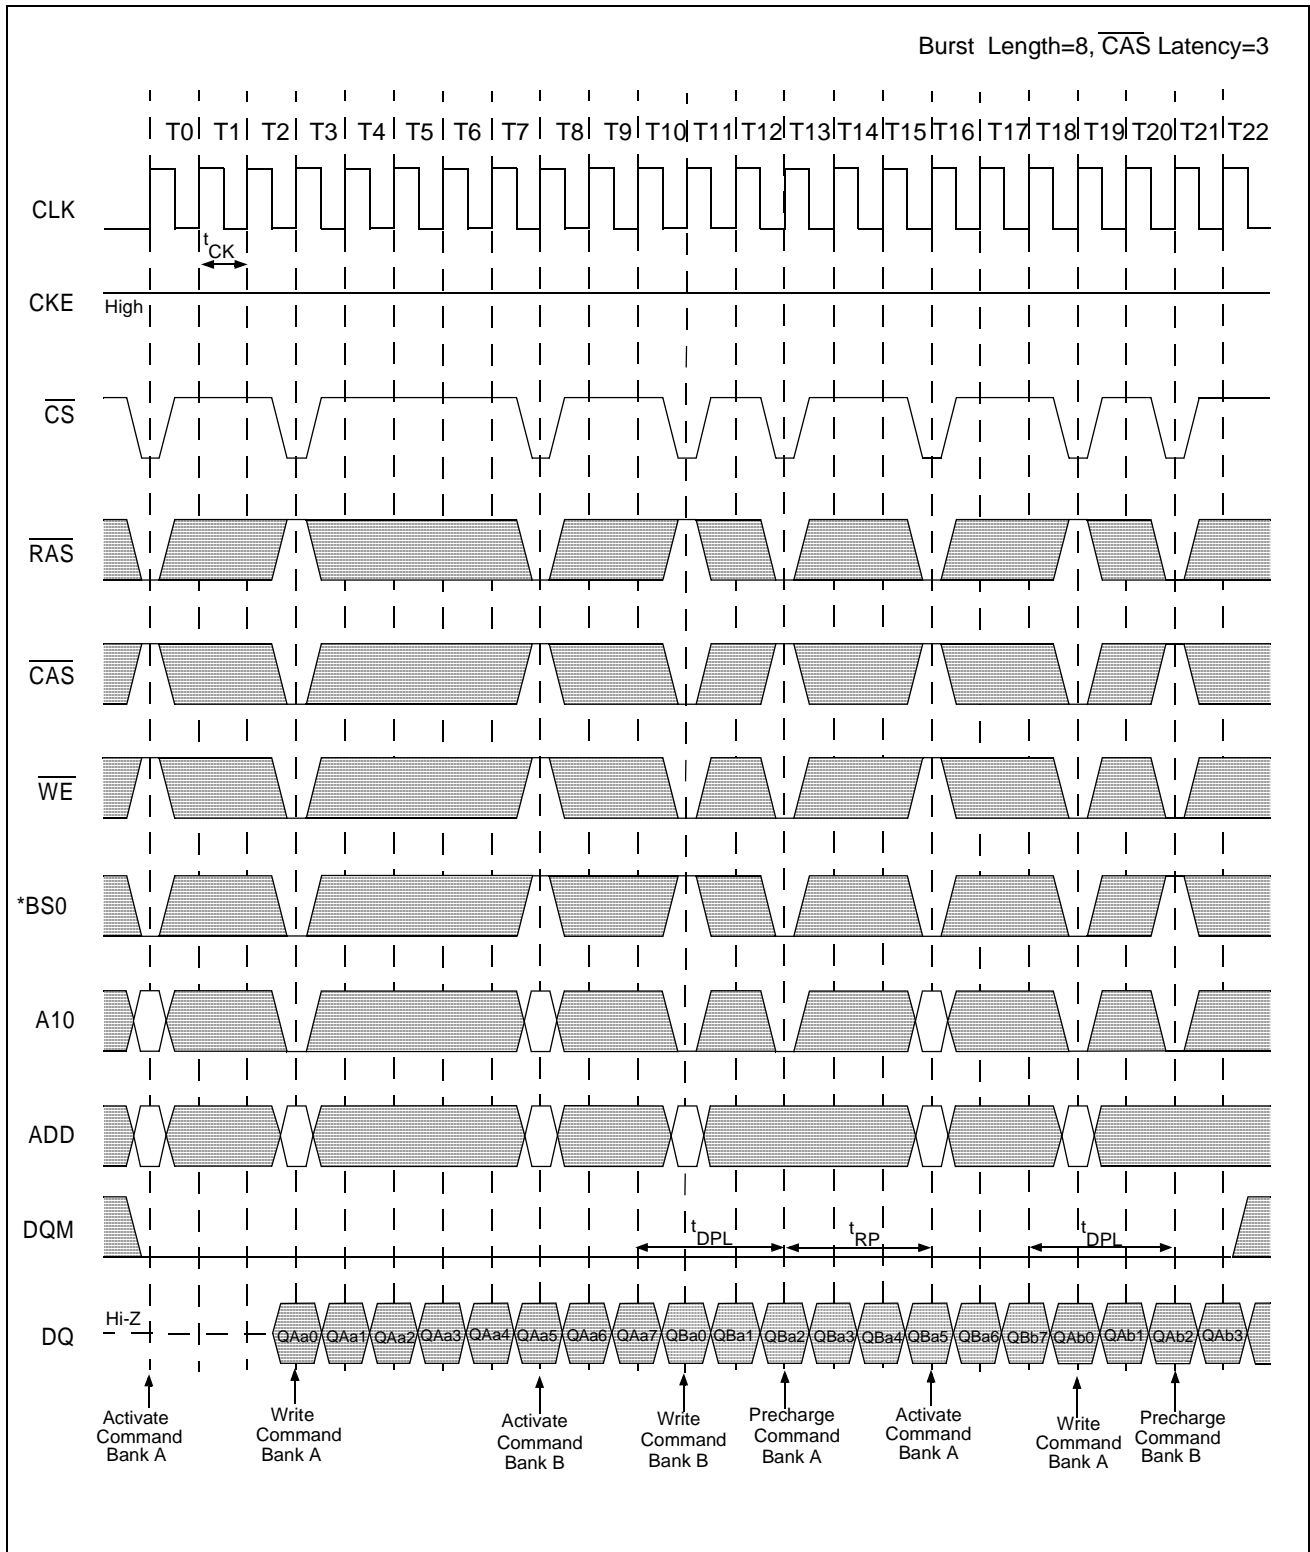 Burst Length=8, CAS Latency=3
T0 T1 T2 T3 T4 T5 T6 T7 T8 T9 T10 T11 T12 T13 T14 T15 T16 T17 T18 T19 T20 T21 T22
CLK
tCK
CKE
High
CS
RAS
CAS
WE
*BS0
A10
ADD
DQM
tDPL
tRP
tDPL
DQ
Hi-Z
QAa0 QAa1 QAa2 QAa3 QAa4 QAa5 QAa6 QAa7 QBa0 QBa1 QBa2 QBa3 QBa4 QBa5 QBa6 QBb7 QAb0 QAb1 QAb2 QAb3
Activate
Command
Bank A
Write
Command
Bank A
Activate
Command
Bank B
Write
Command
Bank B
Precharge
Command
Bank A
Activate
Command
Bank A
Write
Command
Bank A
Precharge
Command
Bank B